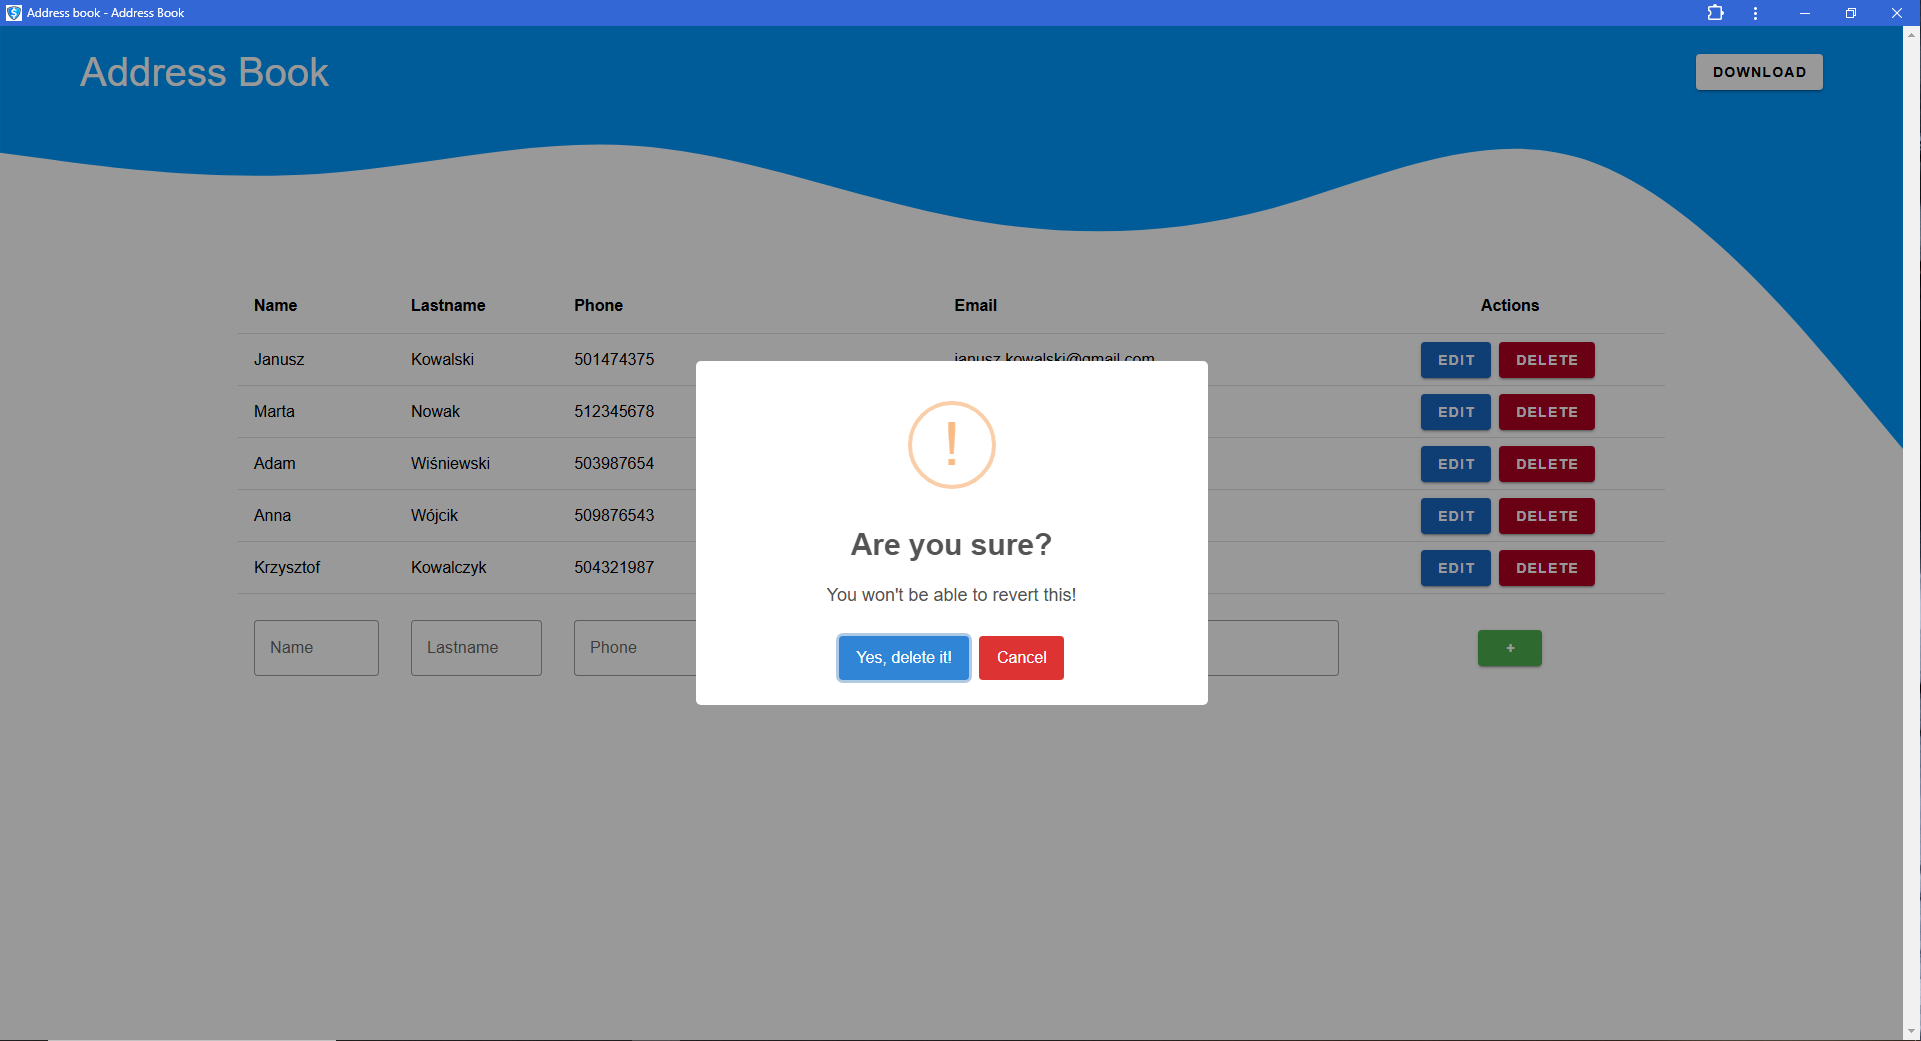 Address book - Address Book
Address Book
DOWNLOAD
Name Lastname Phone Email Actions
Janusz Kowalski 501474375 janusz.kowalski@gmail.com EDIT DELETE
Marta Nowak 512345678 EDIT DELETE
Adam Wiśniewski 503987654 EDIT DELETE
Anna Wójcik 509876543 EDIT DELETE
Krzysztof Kowalczyk 504321987 EDIT DELETE
Name Lastname Phone +
!
Are you sure?
You won't be able to revert this!
Yes, delete it! Cancel